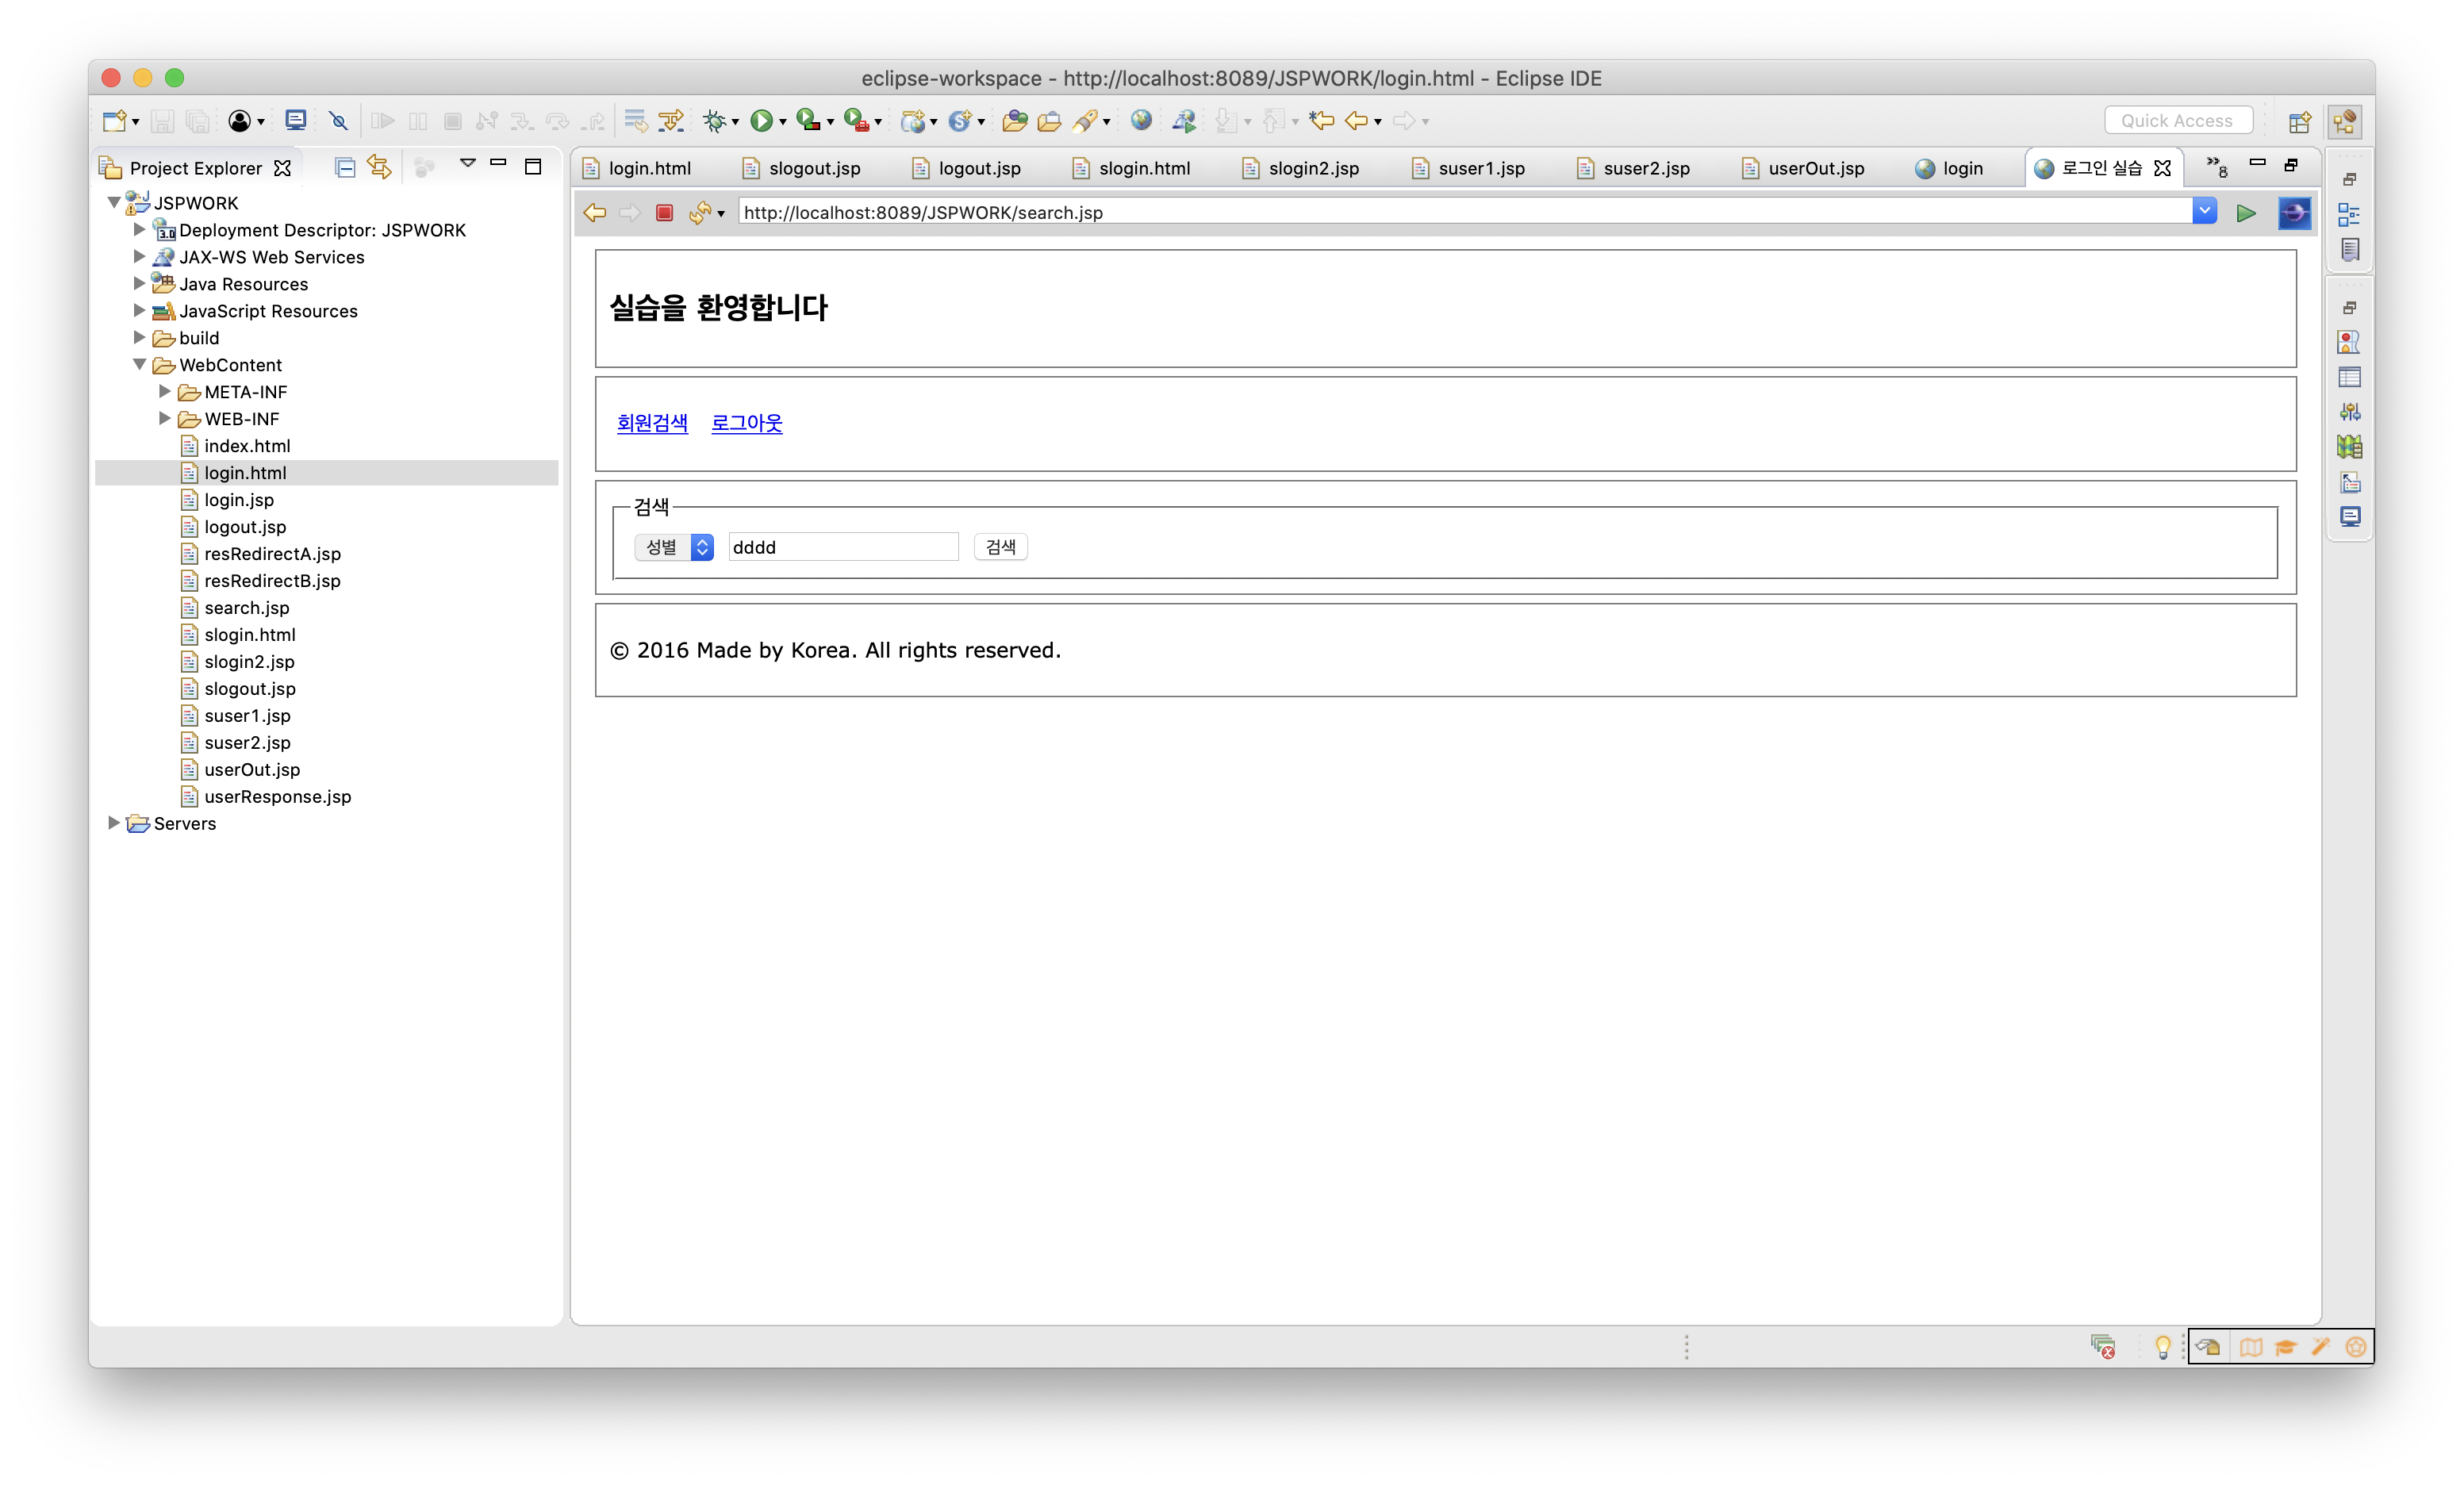 eclipse-workspace - http://localhost:8089/JSPWORK/login.html - Eclipse IDE
Quick Access
Project Explorer
login.html
slogout.jsp
logout.jsp
slogin.html
slogin2.jsp
suser1.jsp
suser2.jsp
userOut.jsp
login
로그인 실습
»8
http://localhost:8089/JSPWORK/search.jsp
JSPWORK
3.0 Deployment Descriptor: JSPWORK
JAX-WS Web Services
Java Resources
JavaScript Resources
build
WebContent
META-INF
WEB-INF
index.html
login.html
login.jsp
logout.jsp
resRedirectA.jsp
resRedirectB.jsp
search.jsp
slogin.html
slogin2.jsp
slogout.jsp
suser1.jsp
suser2.jsp
userOut.jsp
userResponse.jsp
Servers
실습을 환영합니다
회원검색 로그아웃
검색
성별 dddd 검색
© 2016 Made by Korea. All rights reserved.